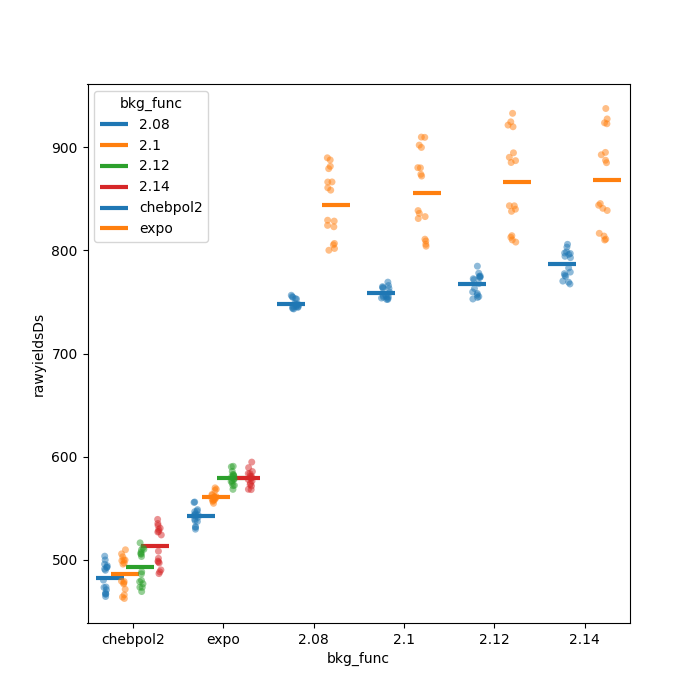 bkg_func
2.08
2.1
2.12
2.14
chebpol2
expo
900
800
700
600
500
rawyieldsDs
chebpol2 expo 2.08 2.1 2.12 2.14
bkg_func